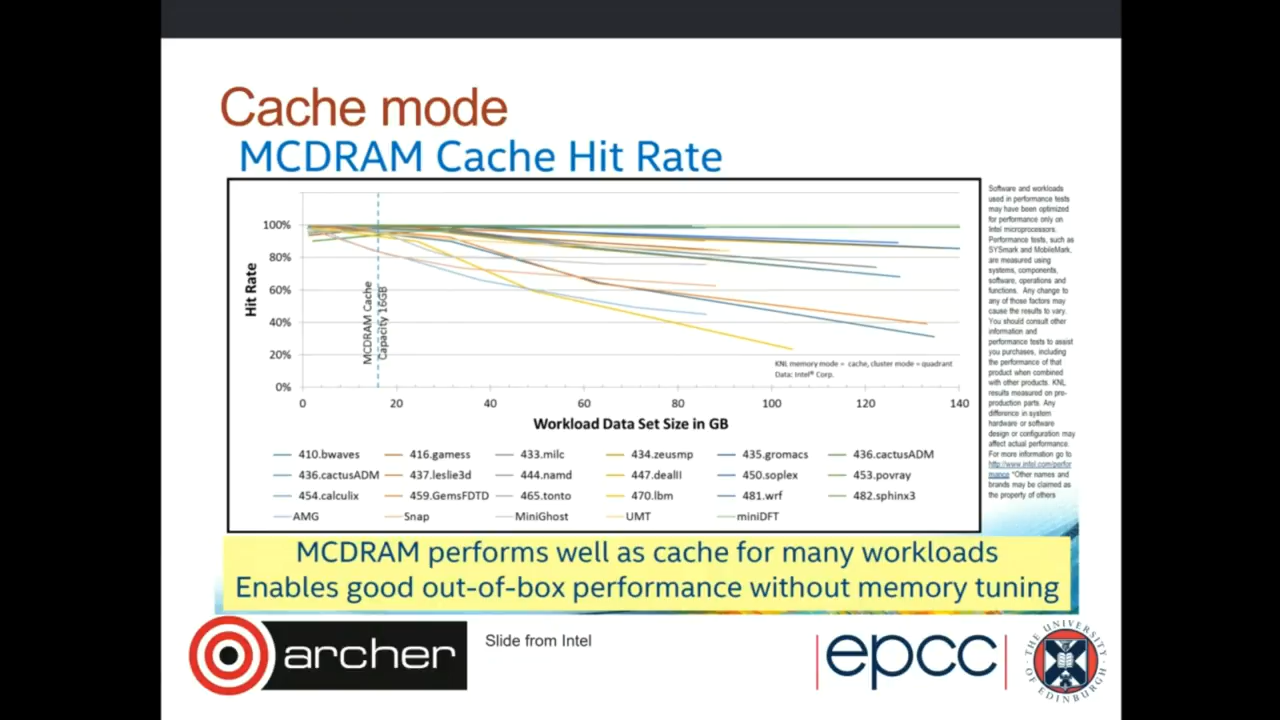 Cache mode
MCDRAM Cache Hit Rate
100%
80%
60%
40%
20%
0%
Hit Rate
MCDRAM Cache
Capacity 16GB
KNL memory mode = cache, cluster mode = quadrant
Data: Intel® Corp.
0 20 40 60 80 100 120 140
Workload Data Set Size in GB
410.bwaves 416.gamess 433.milc 434.zeusmp 435.gromacs 436.cactusADM
436.cactusADM 437.leslie3d 444.namd 447.dealII 450.soplex 453.povray
454.calculix 459.GemsFDTD 465.tonto 470.lbm 481.wrf 482.sphinx3
AMG Snap MiniGhost UMT miniDFT
Software and workloads
used in performance tests
may have been optimized
for performance only on
Intel microprocessors.
Performance tests, such as
SYSmark and MobileMark,
are measured using
systems, components,
software, operations and
functions. Any change to
any of those factors may
cause the results to vary.
You should consult other
information and
performance tests to assist
you purchases, including
the performance of that
product when combined
with other products. KNL
results measured on pre-
production parts. Any
difference in system
hardware or software
design or configuration may
affect actual performance.
For more information go to
http://www.intel.com/perfor
mance *Other names and
brands may be claimed as
the property of others
MCDRAM performs well as cache for many workloads
Enables good out-of-box performance without memory tuning
archer
Slide from Intel
epcc
THE UNIVERSITY
OF EDINBURGH